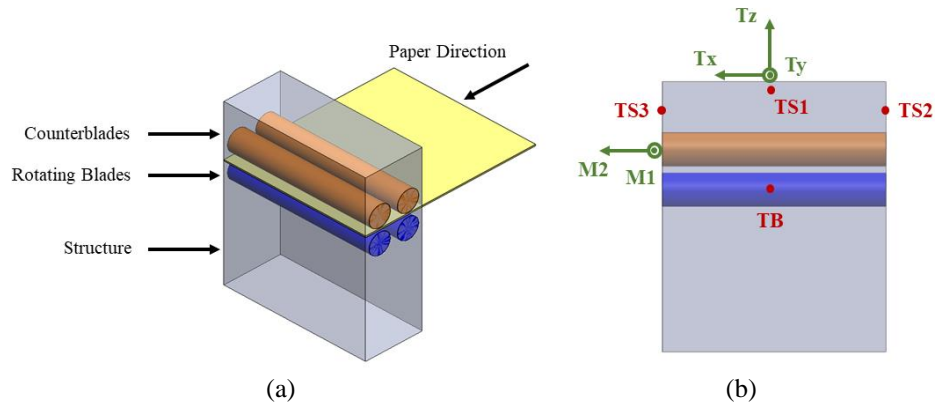 Paper Direction
Counterblades
Rotating Blades
Structure
(a)
Tz
Tx
Ty
TS1
TS3
TS2
M2
M1
TB
(b)